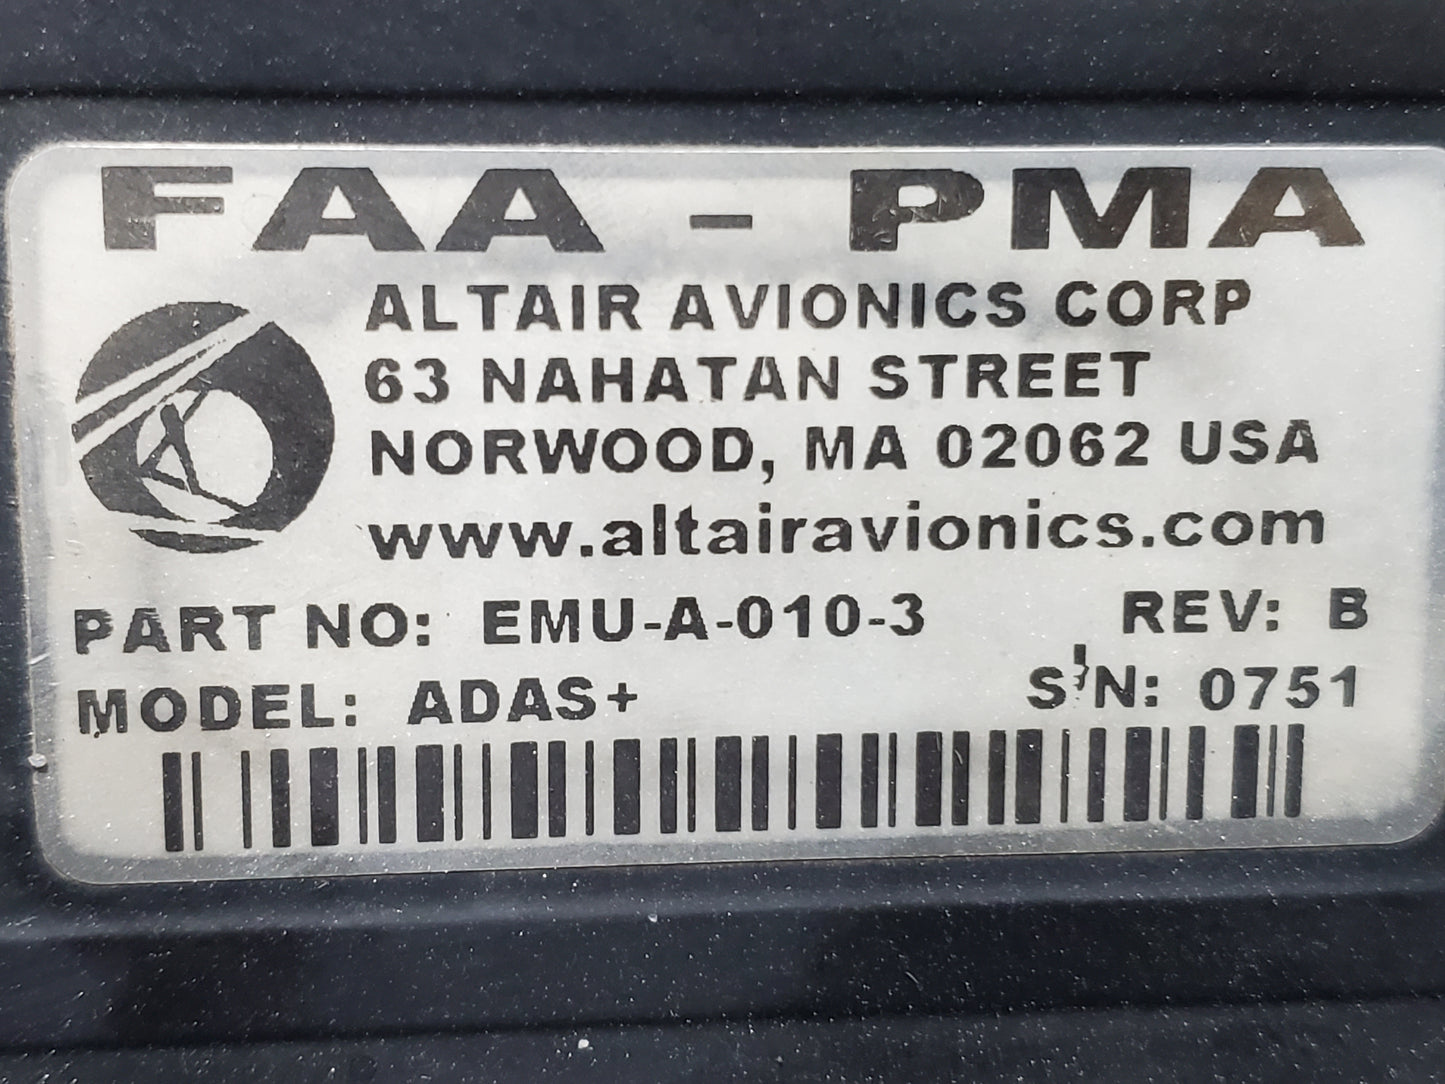 FAA - PMA
ALTAIR AVIONICS CORP
63 NAHATAN STREET
NORWOOD, MA 02062 USA
www.altairavionics.com
PART NO: EMU-A-010-3 REV: B
MODEL: ADAS+ S/N: 0751